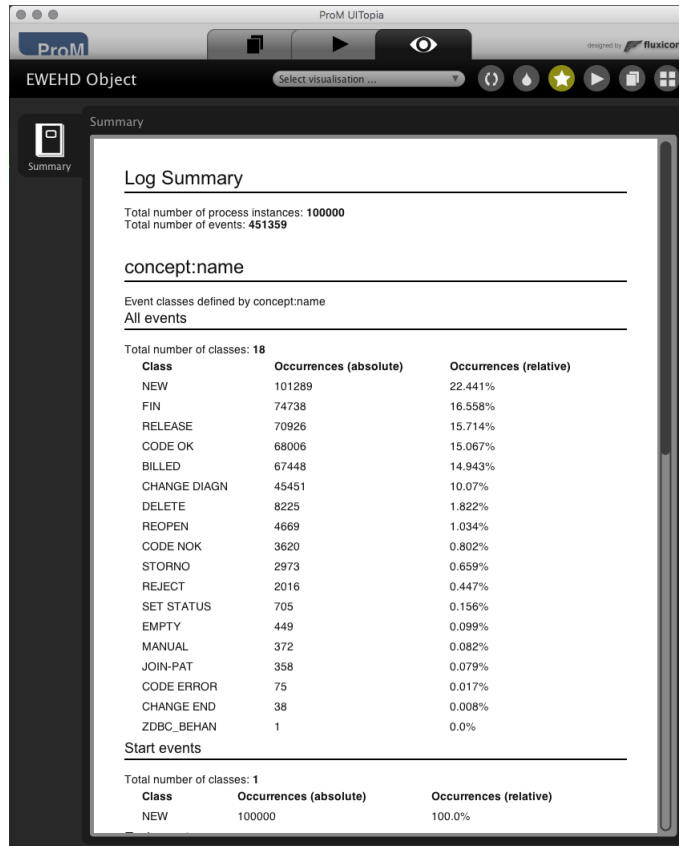 ProM UITopia
ProM
designed by fluxicon
EWEHD Object
Select visualisation ...
Summary
Summary
Log Summary
Total number of process instances: 100000
Total number of events: 451359
concept:name
Event classes defined by concept:name
All events
Total number of classes: 18
Class Occurrences (absolute) Occurrences (relative)
NEW 101289 22.441%
FIN 74738 16.558%
RELEASE 70926 15.714%
CODE OK 68006 15.067%
BILLED 67448 14.943%
CHANGE DIAGN 45451 10.07%
DELETE 8225 1.822%
REOPEN 4669 1.034%
CODE NOK 3620 0.802%
STORNO 2973 0.659%
REJECT 2016 0.447%
SET STATUS 705 0.156%
EMPTY 449 0.099%
MANUAL 372 0.082%
JOIN-PAT 358 0.079%
CODE ERROR 75 0.017%
CHANGE END 38 0.008%
ZDBC_BEHAN 1 0.0%
Start events
Total number of classes: 1
Class Occurrences (absolute) Occurrences (relative)
NEW 100000 100.0%